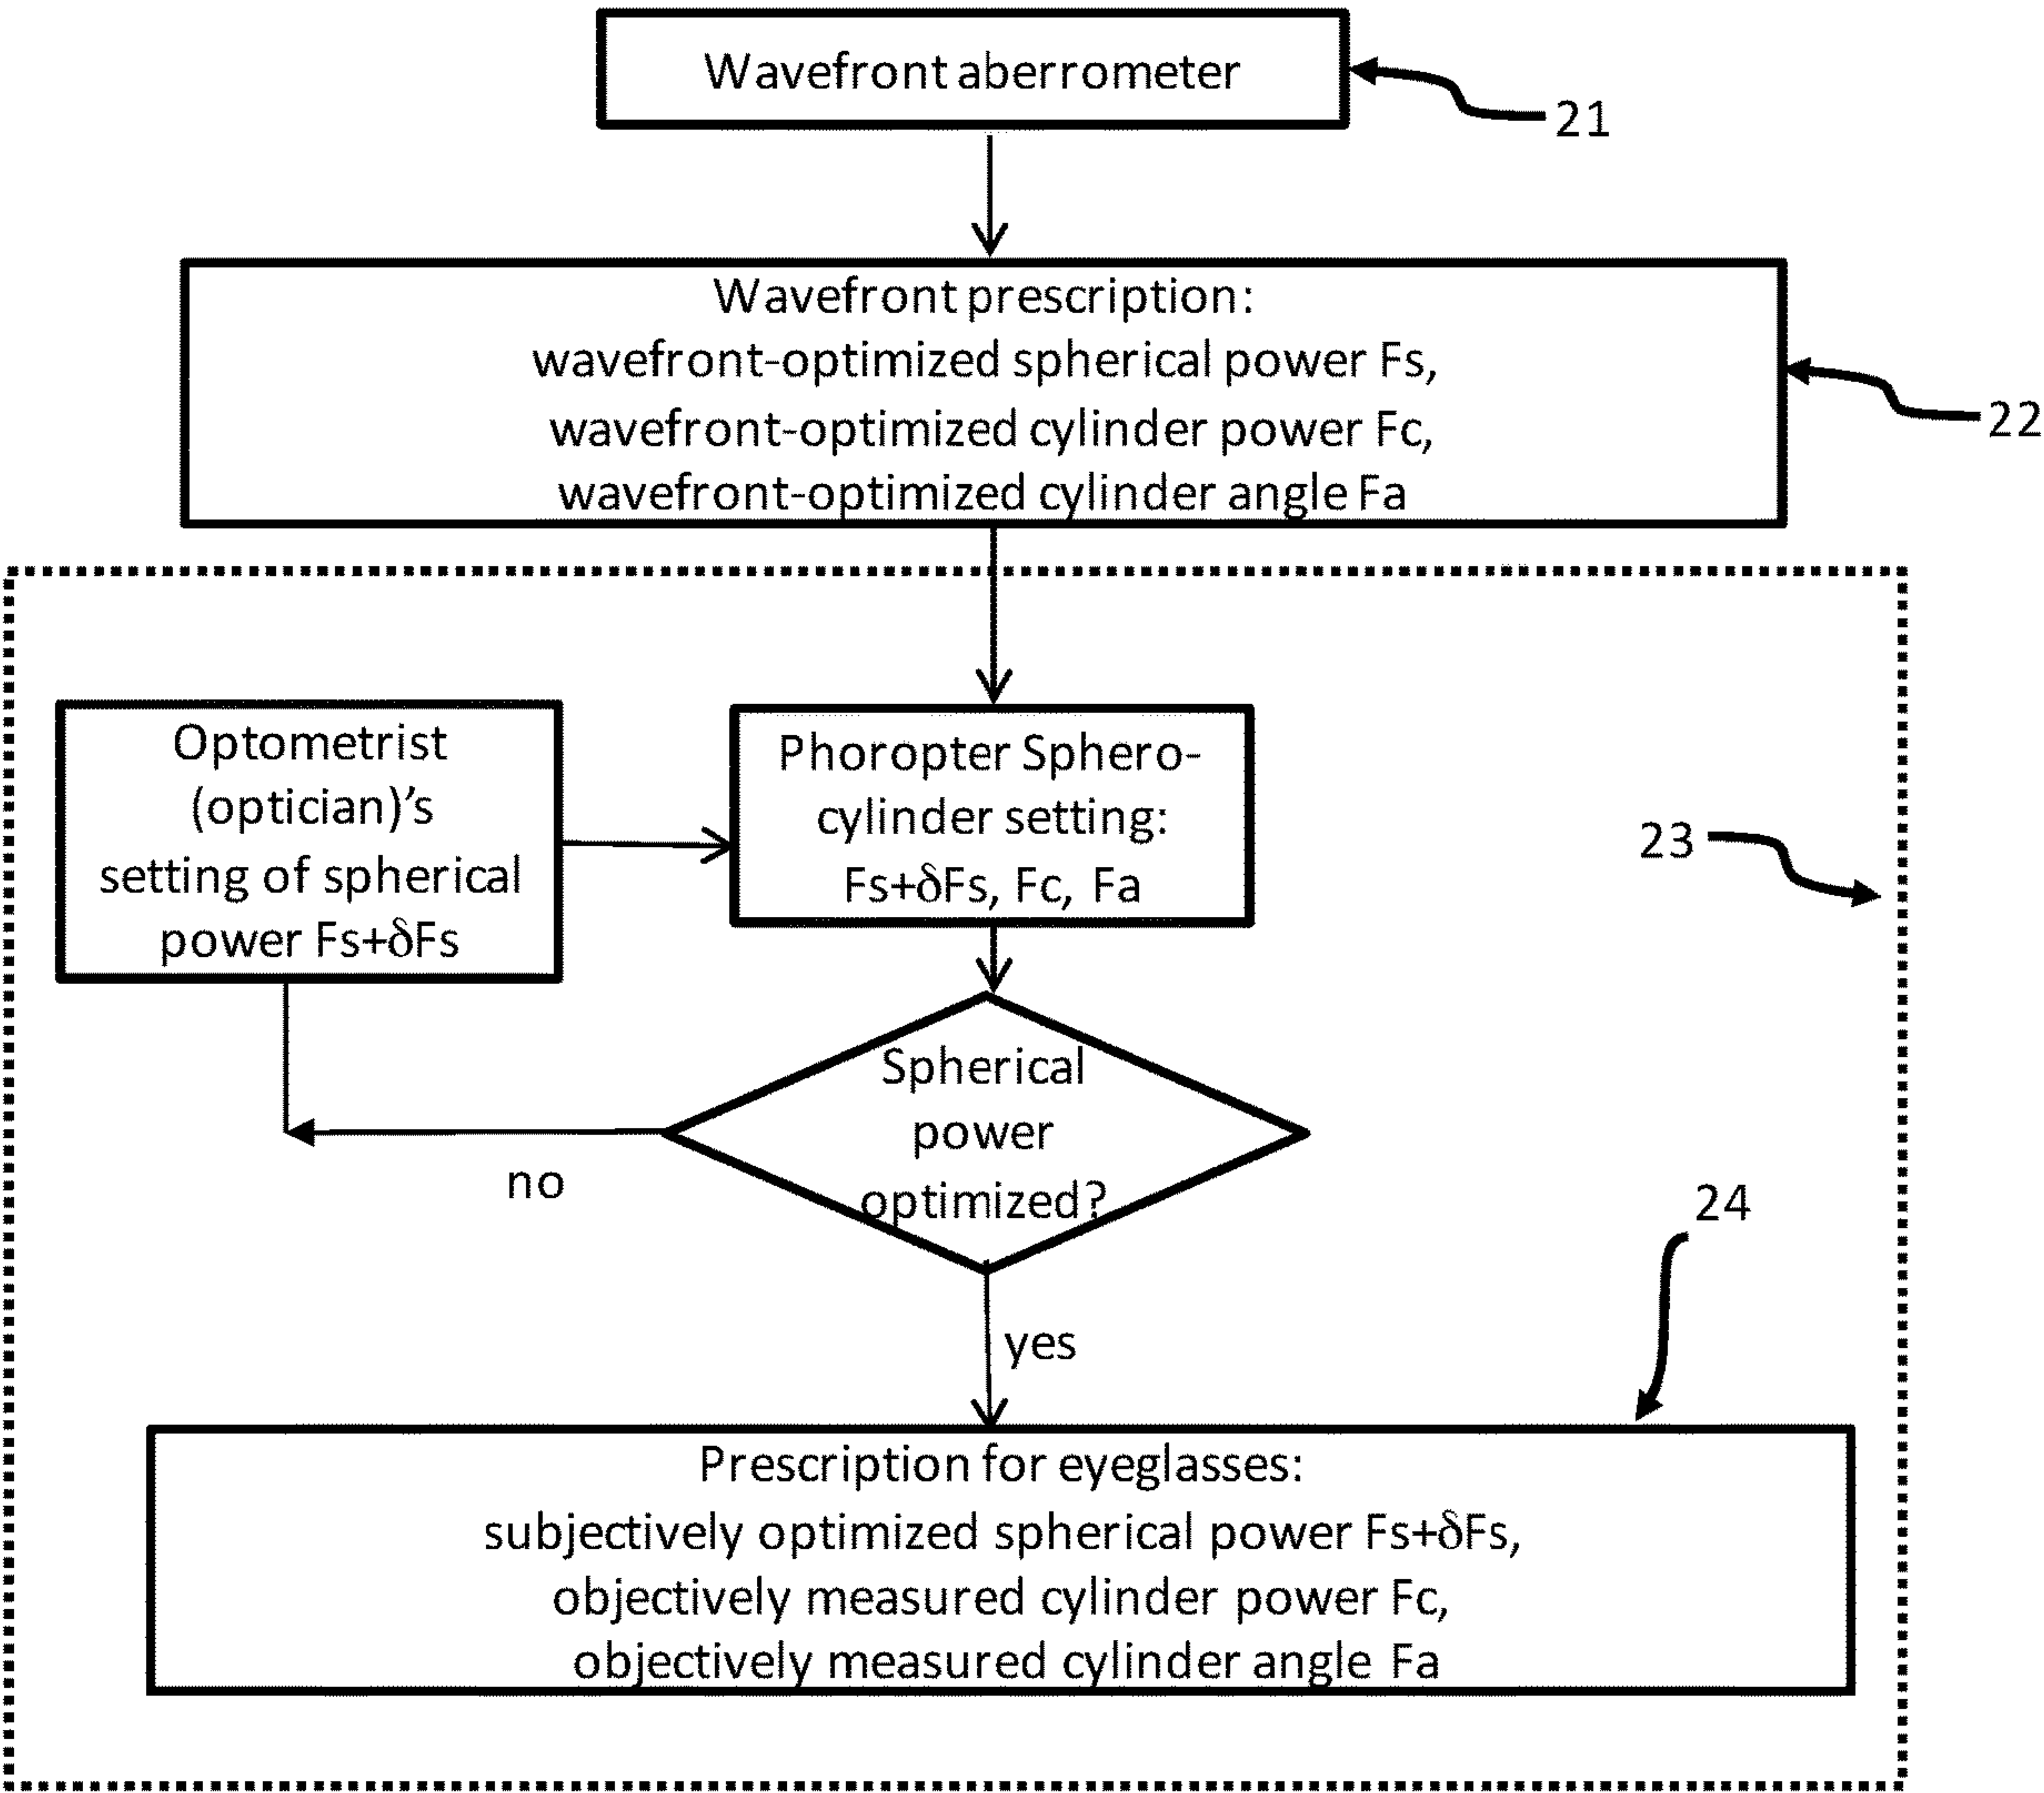 Wavefront aberrometer
21
Wavefront prescription:
wavefront-optimized spherical power Fs,
wavefront-optimized cylinder power Fc,
wavefront-optimized cylinder angle Fa
22
Optometrist
(optician)'s
setting of spherical
power Fs+δFs
Phoropter Sphero-
cylinder setting:
Fs+δFs, Fc, Fa
23
Spherical
power
optimized?
no
yes
24
Prescription for eyeglasses:
subjectively optimized spherical power Fs+δFs,
objectively measured cylinder power Fc,
objectively measured cylinder angle Fa